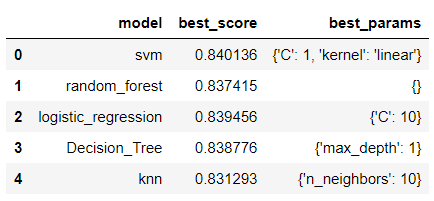 model best_score best_params
0 svm 0.840136 {'C': 1, 'kernel': 'linear'}
1 random_forest 0.837415 {}
2 logistic_regression 0.839456 {'C': 10}
3 Decision_Tree 0.838776 {'max_depth': 1}
4 knn 0.831293 {'n_neighbors': 10}